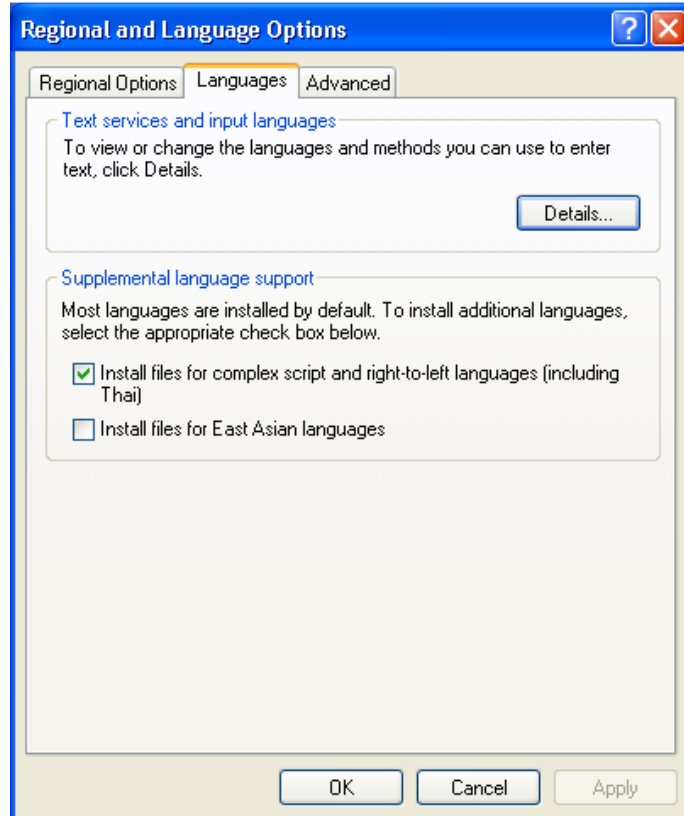 Regional and Language Options
Regional Options Languages Advanced
Text services and input languages
To view or change the languages and methods you can use to enter
text, click Details.
Details...
Supplemental language support
Most languages are installed by default. To install additional languages,
select the appropriate check box below.
Install files for complex script and right-to-left languages (including
Thai)
Install files for East Asian languages
OK Cancel Apply